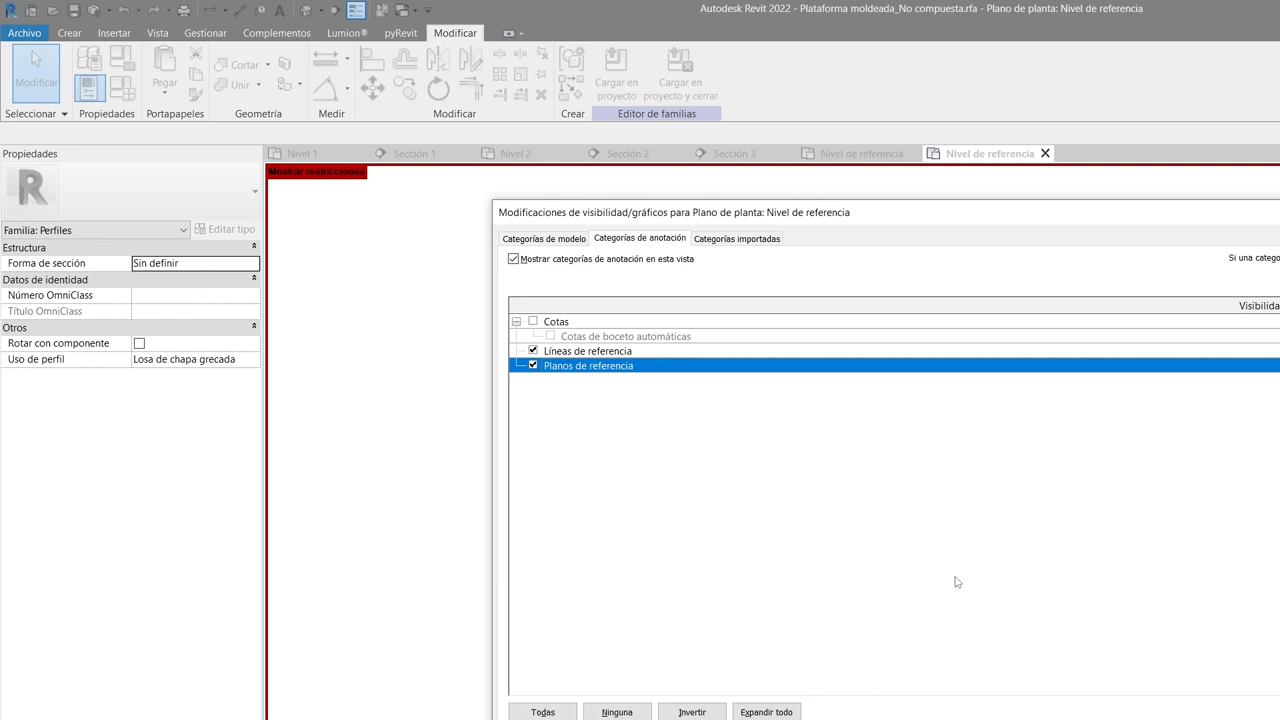 Autodesk Revit 2022 - Plataforma moldeada_No compuesta.rfa - Plano de planta: Nivel de referencia
Archivo Crear Insertar Vista Gestionar Complementos Lumion® pyRevit Modificar
Modificar Pegar Cortar Unir Cargar en proyecto Cargar en proyecto y cerrar
Seleccionar Propiedades Portapapeles Geometría Medir Modificar Crear Editor de familias
Propiedades
Nivel 1 Sección 1 Nivel 2 Sección 2 Sección 3 Nivel de referencia Nivel de referencia
Mostrar restricciones
R
Familia: Perfiles Editar tipo
Estructura
Forma de sección Sin definir
Datos de identidad
Número OmniClass
Título OmniClass
Otros
Rotar con componente
Uso de perfil Losa de chapa grecada
Modificaciones de visibilidad/gráficos para Plano de planta: Nivel de referencia
Categorías de modelo Categorías de anotación Categorías importadas
Mostrar categorías de anotación en esta vista Si una catego
Visibilida
Cotas
Cotas de boceto automáticas
Líneas de referencia
Planos de referencia
Todas Ninguna Invertir Expandir todo